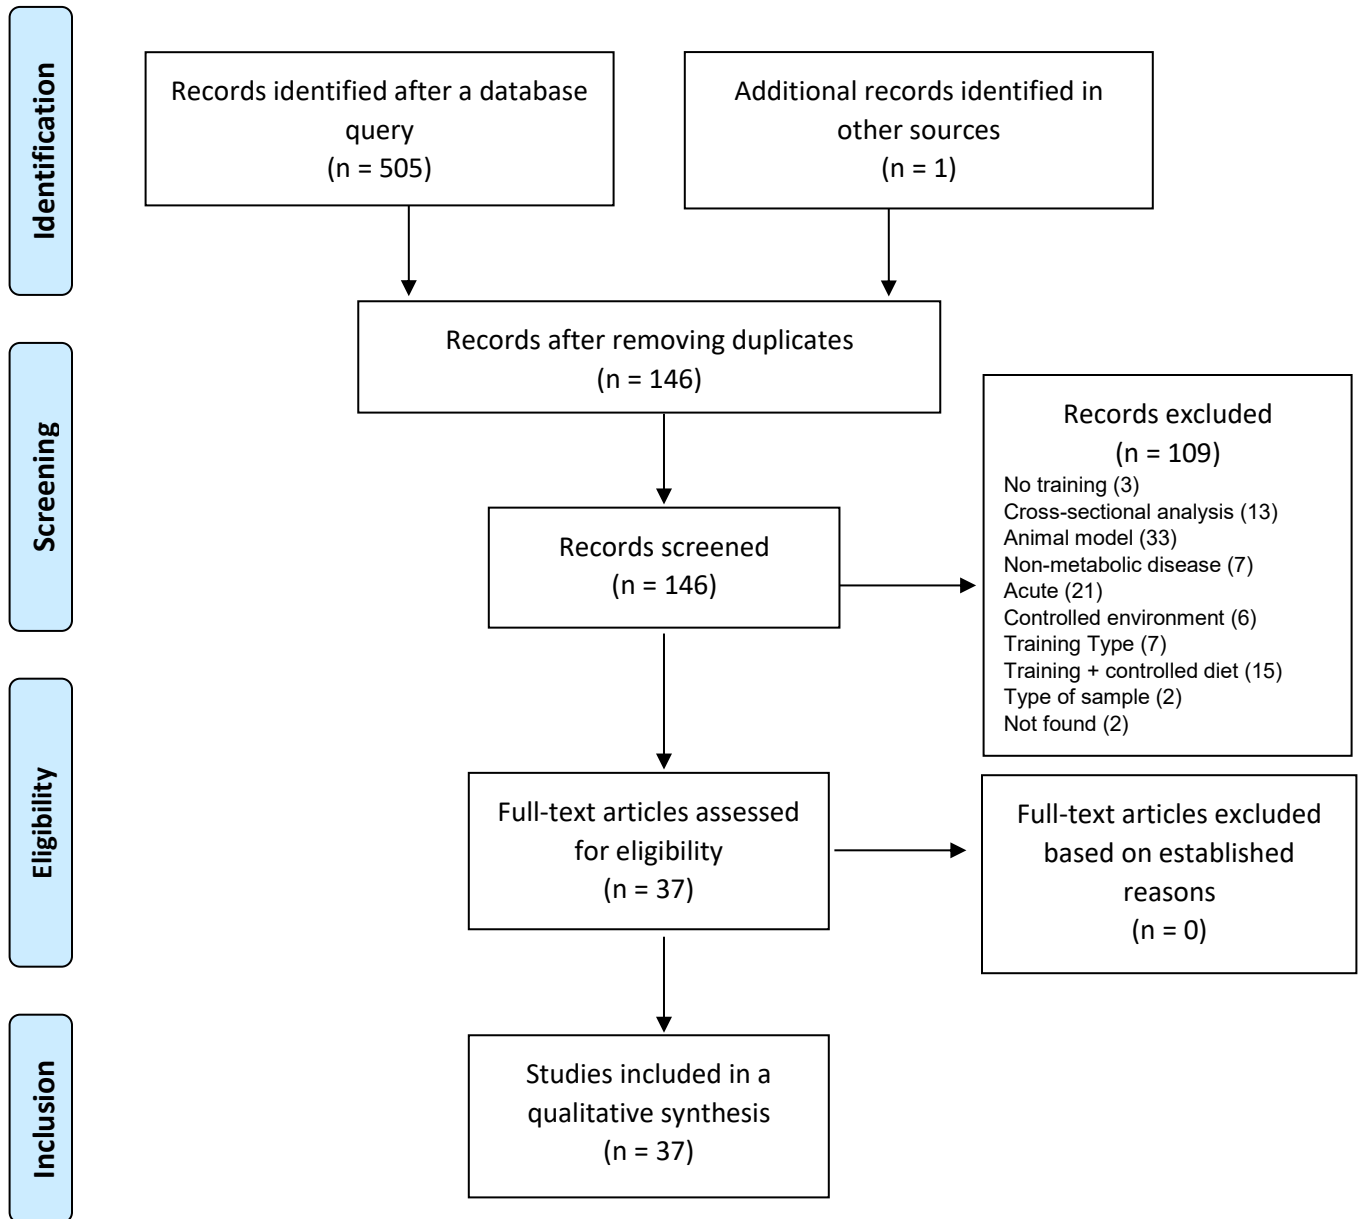 Identification
Records identified after a database
query
(n = 505)
Additional records identified in
other sources
(n = 1)
Records after removing duplicates
(n = 146)
Screening
Records screened
(n = 146)
Records excluded
(n = 109)
No training (3)
Cross-sectional analysis (13)
Animal model (33)
Non-metabolic disease (7)
Acute (21)
Controlled environment (6)
Training Type (7)
Training + controlled diet (15)
Type of sample (2)
Not found (2)
Eligibility
Full-text articles assessed
for eligibility
(n = 37)
Full-text articles excluded
based on established
reasons
(n = 0)
Inclusion
Studies included in a
qualitative synthesis
(n = 37)